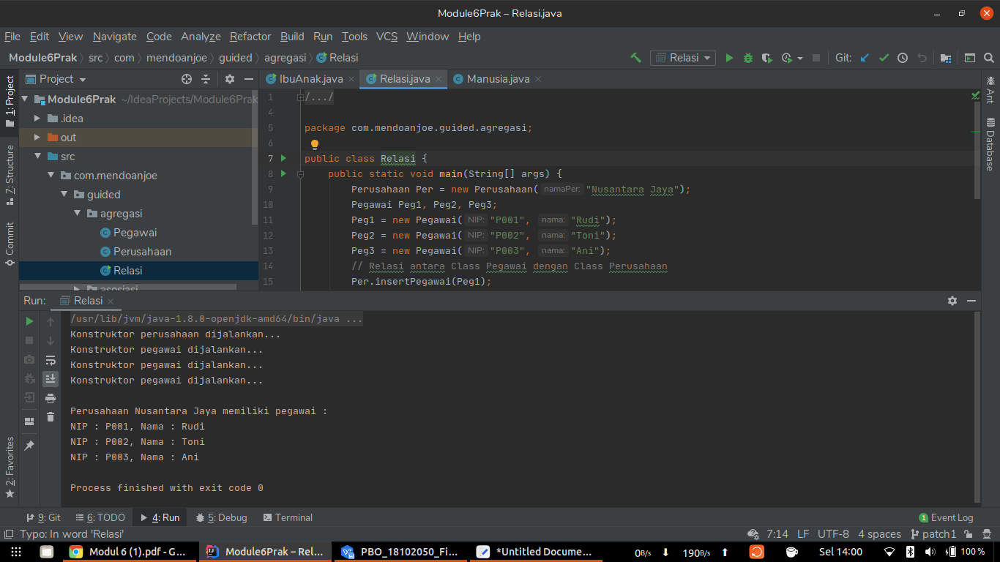 Module6Prak – Relasi.java
File Edit View Navigate Code Analyze Refactor Build Run Tools VCS Window Help
Module6Prak src com mendoanjoe guided agregasi Relasi
Relasi Git:
1: Project
Z: Structure
Commit
2: Favorites
Project
Module6Prak ~/IdeaProjects/Module6Prak
.idea
out
src
com.mendoanjoe
guided
agregasi
Pegawai
Perusahaan
Relasi
asosiasi
IbuAnak.java Relasi.java Manusia.java
1 /.../
4
5 package com.mendoanjoe.guided.agregasi;
6
7 public class Relasi {
8 public static void main(String[] args) {
9 Perusahaan Per = new Perusahaan( namaPer: "Nusantara Jaya");
10 Pegawai Peg1, Peg2, Peg3;
11 Peg1 = new Pegawai( NIP: "P001", nama: "Rudi");
12 Peg2 = new Pegawai( NIP: "P002", nama: "Toni");
13 Peg3 = new Pegawai( NIP: "P003", nama: "Ani");
14 // Relasi antara Class Pegawai dengan Class Perusahaan
15 Per.insertPegawai(Peg1);
Ant
Database
Run: Relasi
/usr/lib/jvm/java-1.8.0-openjdk-amd64/bin/java ...
Konstruktor perusahaan dijalankan...
Konstruktor pegawai dijalankan...
Konstruktor pegawai dijalankan...
Konstruktor pegawai dijalankan...
Perusahaan Nusantara Jaya memiliki pegawai :
NIP : P001, Nama : Rudi
NIP : P002, Nama : Toni
NIP : P003, Nama : Ani
Process finished with exit code 0
9: Git 6: TODO 4: Run 5: Debug Terminal 1 Event Log
Typo: In word 'Relasi' 7:14 LF UTF-8 4 spaces patch1
Modul 6 (1).pdf - G... Module6Prak – Rel... PBO_18102050_Fi... *Untitled Docume... 0B/s 190B/s Sel 14:00 100 %